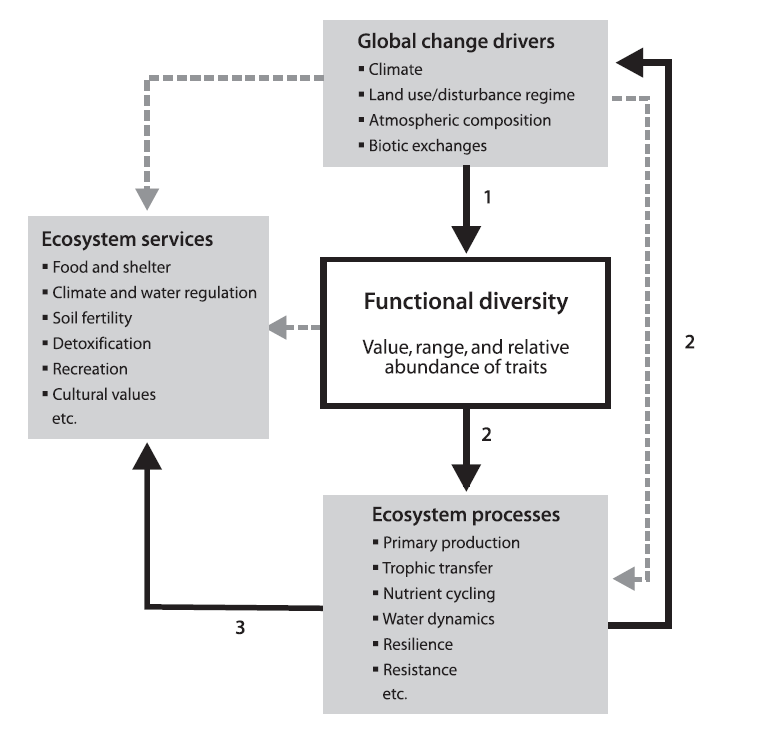 Global change drivers
▪ Climate
▪ Land use/disturbance regime
▪ Atmospheric composition
▪ Biotic exchanges
1
Ecosystem services
▪ Food and shelter
▪ Climate and water regulation
▪ Soil fertility
▪ Detoxification
▪ Recreation
▪ Cultural values
etc.
Functional diversity
Value, range, and relative
abundance of traits
2
2
Ecosystem processes
▪ Primary production
▪ Trophic transfer
▪ Nutrient cycling
▪ Water dynamics
▪ Resilience
▪ Resistance
etc.
3